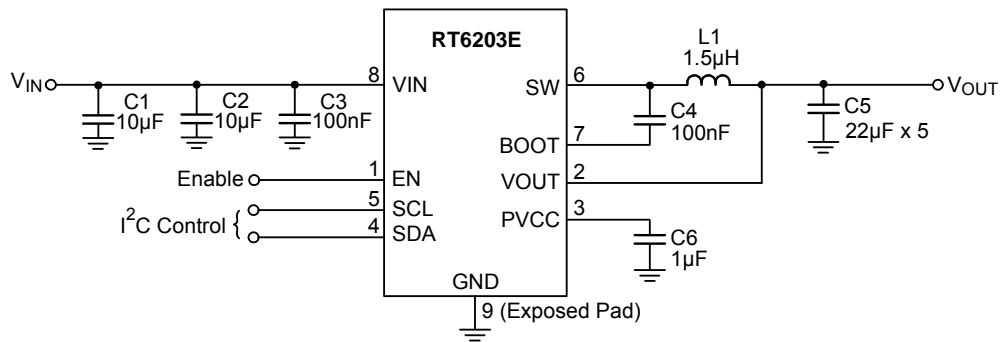 RT6203E
V_IN
8
VIN
C1
10µF
C2
10µF
C3
100nF
Enable
1
EN
I²C Control {
5
SCL
4
SDA
GND
9 (Exposed Pad)
SW
6
L1
1.5µH
C4
100nF
BOOT
7
VOUT
2
PVCC
3
C6
1µF
C5
22µF x 5
V_OUT